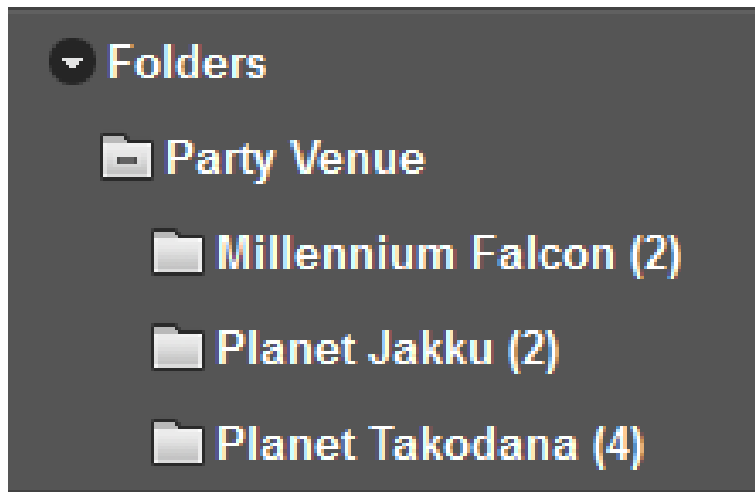 Folders
Party Venue
Millennium Falcon (2)
Planet Jakku (2)
Planet Takodana (4)